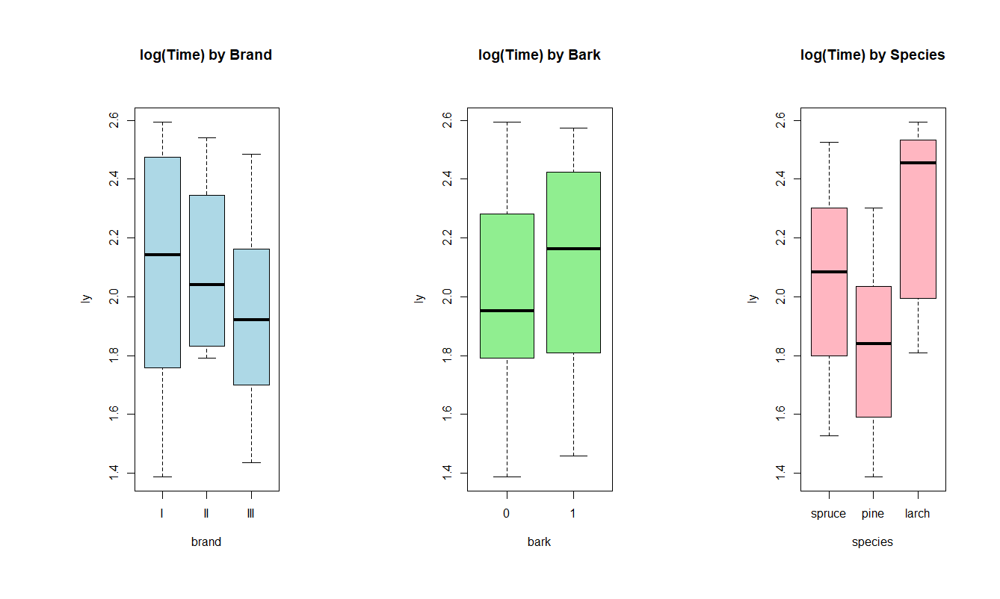 log(Time) by Brand
ly
2.6
2.4
2.2
2.0
1.8
1.6
1.4
I II III
brand
log(Time) by Bark
ly
2.6
2.4
2.2
2.0
1.8
1.6
1.4
0 1
bark
log(Time) by Species
ly
2.6
2.4
2.2
2.0
1.8
1.6
1.4
spruce pine larch
species